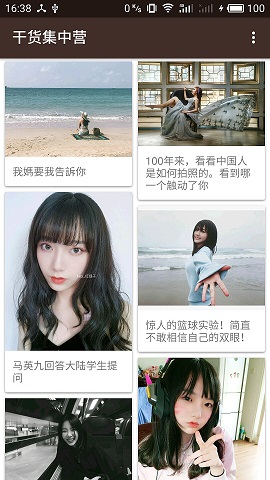 16:38
0 K/s
100
干货集中营
我媽要我告訴你
100年來，看看中国人
是如何拍照的。看到哪
一个触动了你
马英九回答大陆学生提
问
惊人的篮球实验！简直
不敢相信自己的双眼！